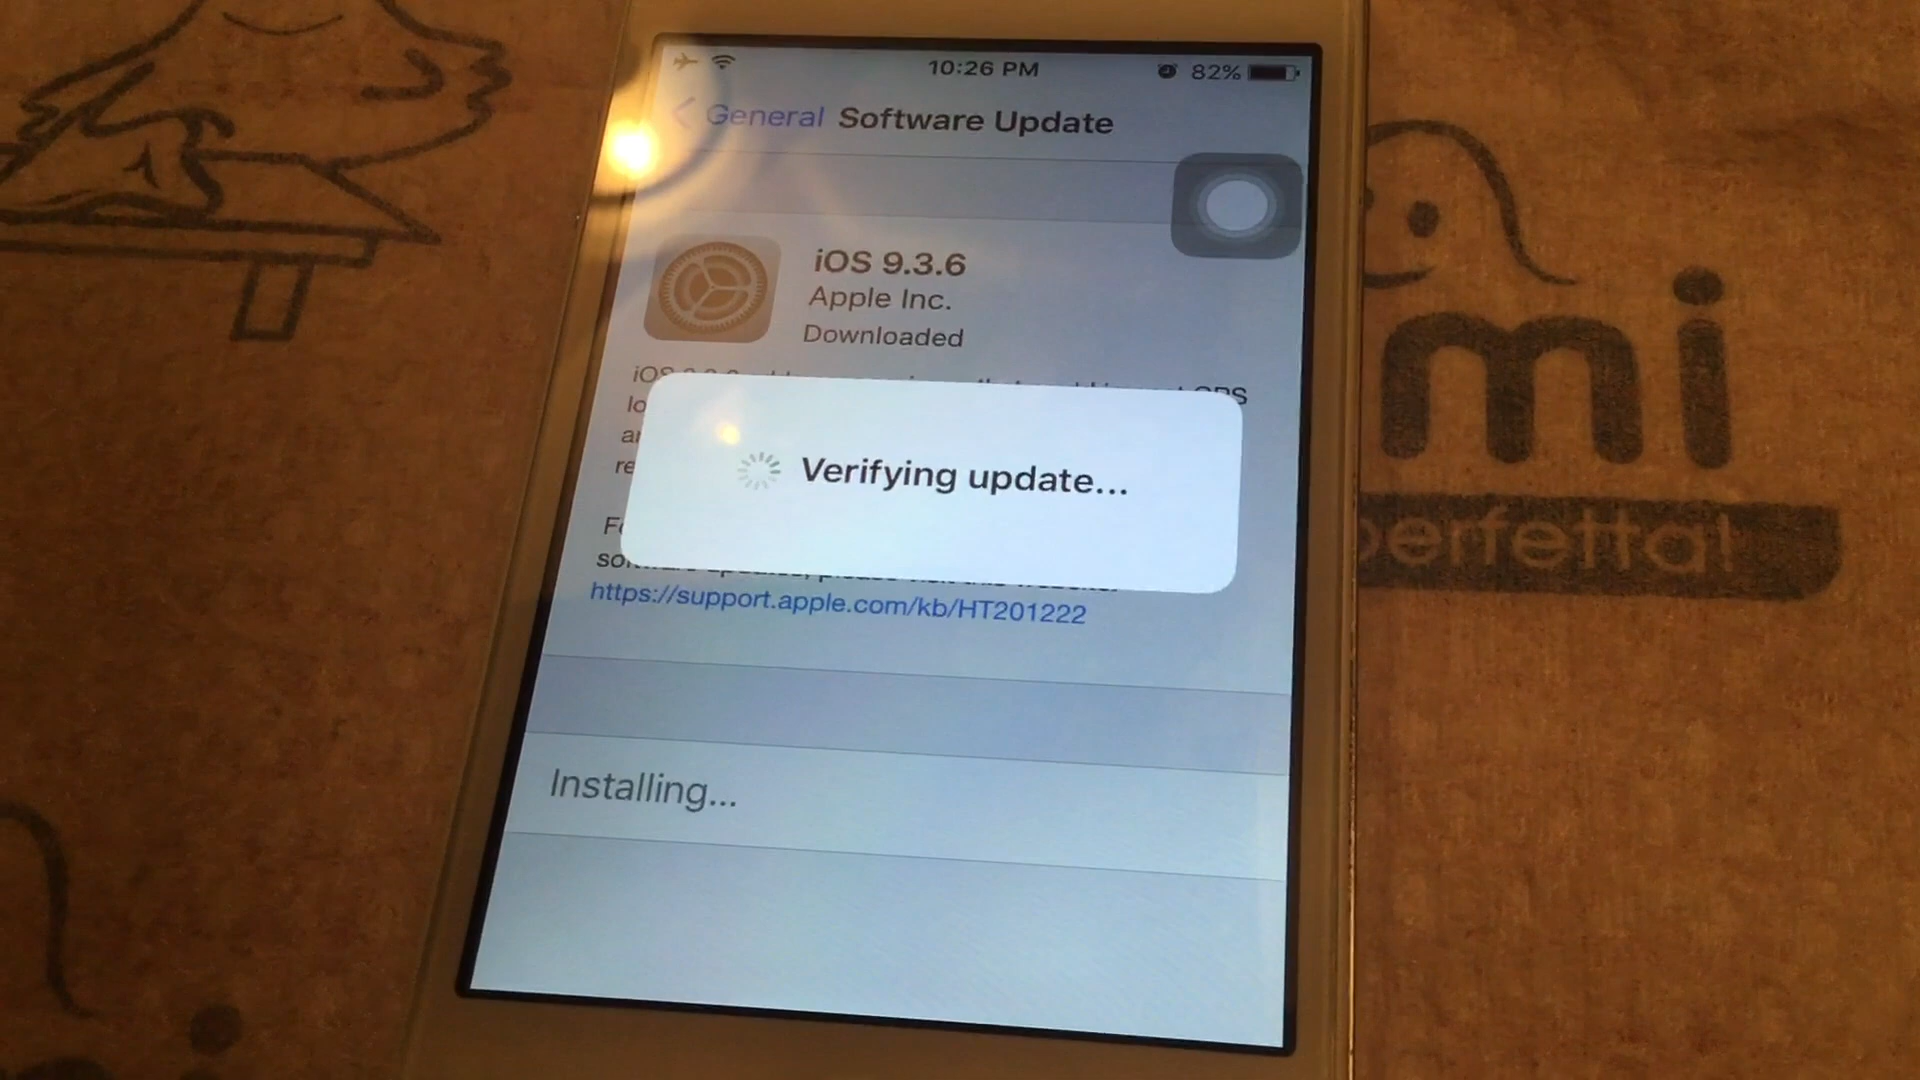 10:26 PM
82%
General
Software Update
iOS 9.3.6
Apple Inc.
Downloaded
iOS
Verifying update...
https://support.apple.com/kb/HT201222
Installing...
mi
perfetta!